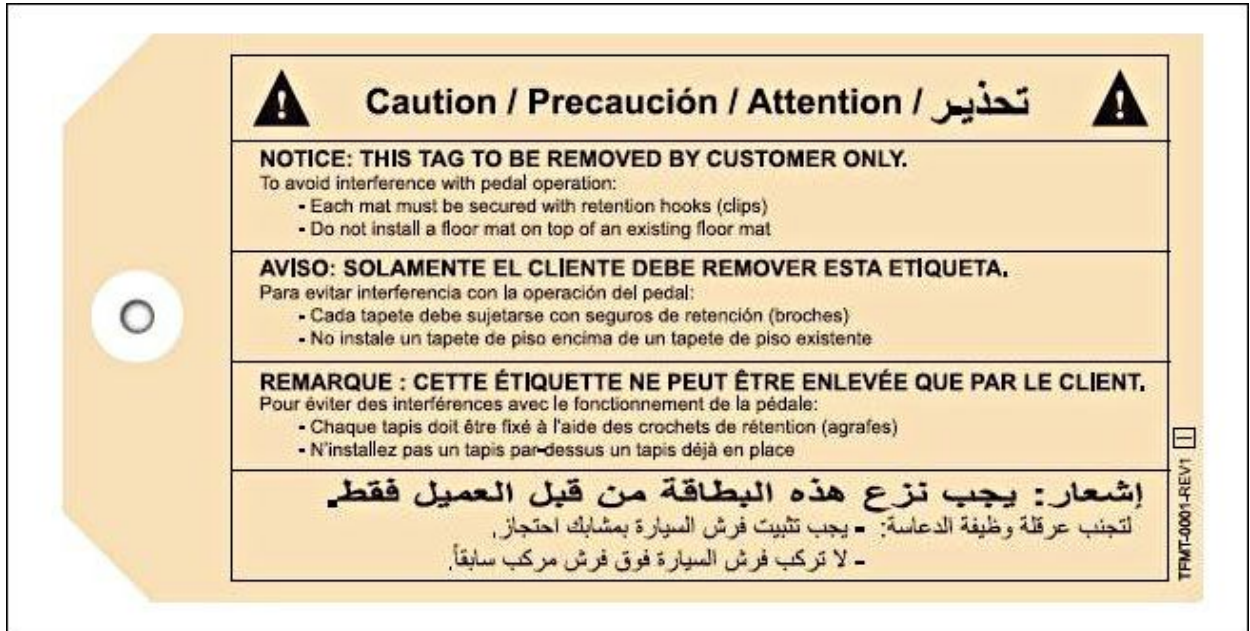 Caution / Precaución / Attention / تحذير
NOTICE: THIS TAG TO BE REMOVED BY CUSTOMER ONLY.
To avoid interference with pedal operation:
- Each mat must be secured with retention hooks (clips)
- Do not install a floor mat on top of an existing floor mat
AVISO: SOLAMENTE EL CLIENTE DEBE REMOVER ESTA ETIQUETA.
Para evitar interferencia con la operación del pedal:
- Cada tapete debe sujetarse con seguros de retención (broches)
- No instale un tapete de piso encima de un tapete de piso existente
REMARQUE : CETTE ÉTIQUETTE NE PEUT ÊTRE ENLEVÉE QUE PAR LE CLIENT.
Pour éviter des interférences avec le fonctionnement de la pédale:
- Chaque tapis doit être fixé à l'aide des crochets de rétention (agrafes)
- N'installez pas un tapis par-dessus un tapis déjà en place
إشعار: يجب نزع هذه البطاقة من قبل العميل فقط.
لتجنب عرقلة وظيفة الدعاسة: - يجب تثبيت فرش السيارة بمشابك احتجاز.
- لا تركب فرش السيارة فوق فرش مركب سابقاً.
TFMT-0001-REV1